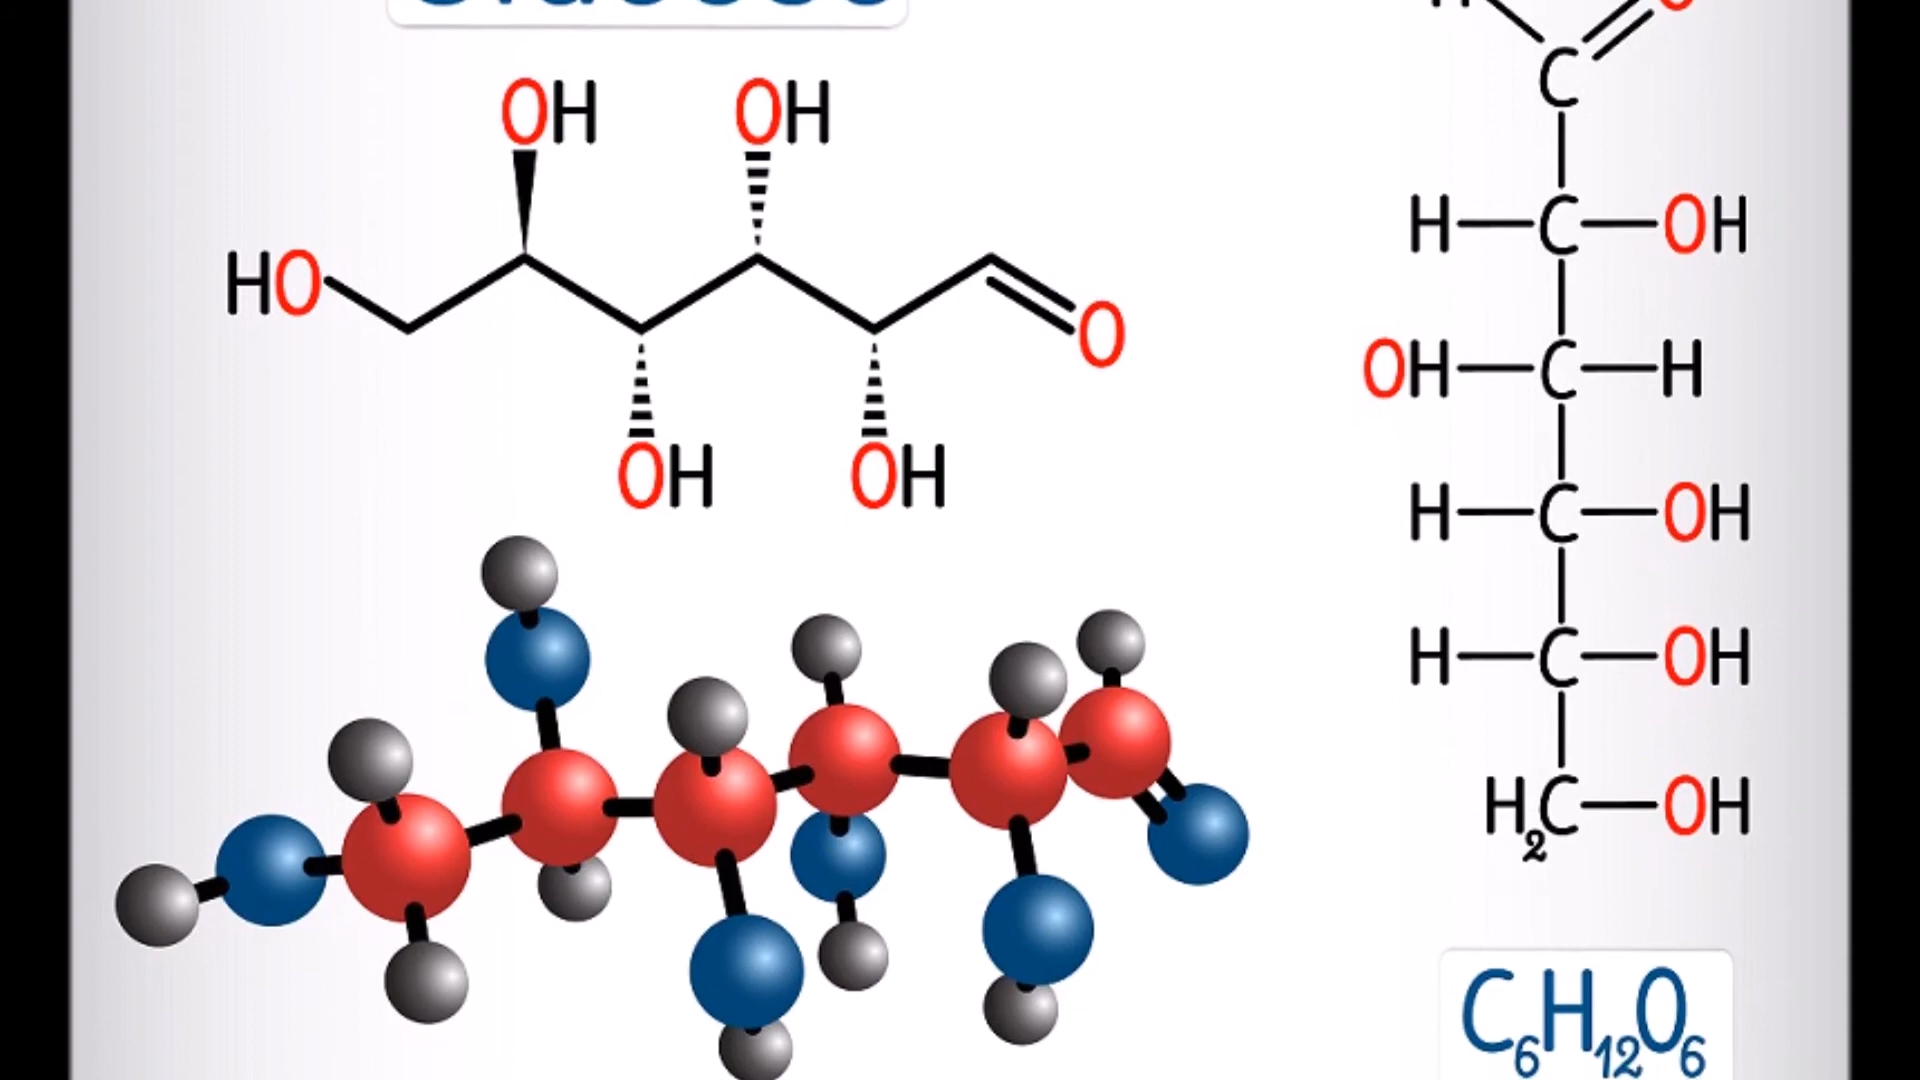 OH OH
HO O
OH OH
C
H C OH
OH C H
H C OH
H C OH
H₂C OH
C₆H₁₂O₆